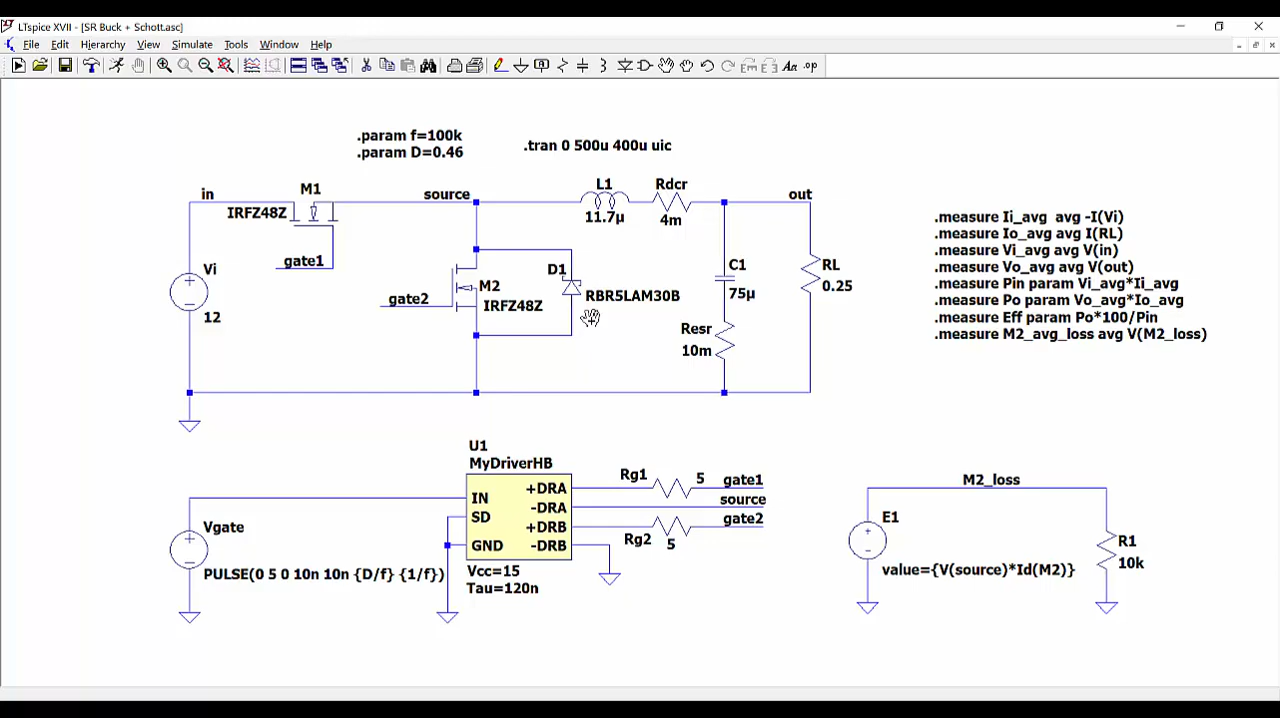 LTspice XVII - [SR Buck + Schott.asc]
File Edit Hierarchy View Simulate Tools Window Help
.param f=100k
.param D=0.46
.tran 0 500u 400u uic
in
M1
IRFZ48Z
gate1
source
L1
11.7µ
Rdcr
4m
out
Vi
12
gate2
M2
IRFZ48Z
D1
RBR5LAM30B
C1
75µ
Resr
10m
RL
0.25
.measure Ii_avg avg -I(Vi)
.measure Io_avg avg I(RL)
.measure Vi_avg avg V(in)
.measure Vo_avg avg V(out)
.measure Pin param Vi_avg*Ii_avg
.measure Po param Vo_avg*Io_avg
.measure Eff param Po*100/Pin
.measure M2_avg_loss avg V(M2_loss)
Vgate
PULSE(0 5 0 10n 10n {D/f} {1/f})
U1
MyDriverHB
IN +DRA
SD -DRA
+DRB
GND -DRB
Vcc=15
Tau=120n
Rg1 5 gate1
source
Rg2 5 gate2
M2_loss
E1
value={V(source)*Id(M2)}
R1
10k